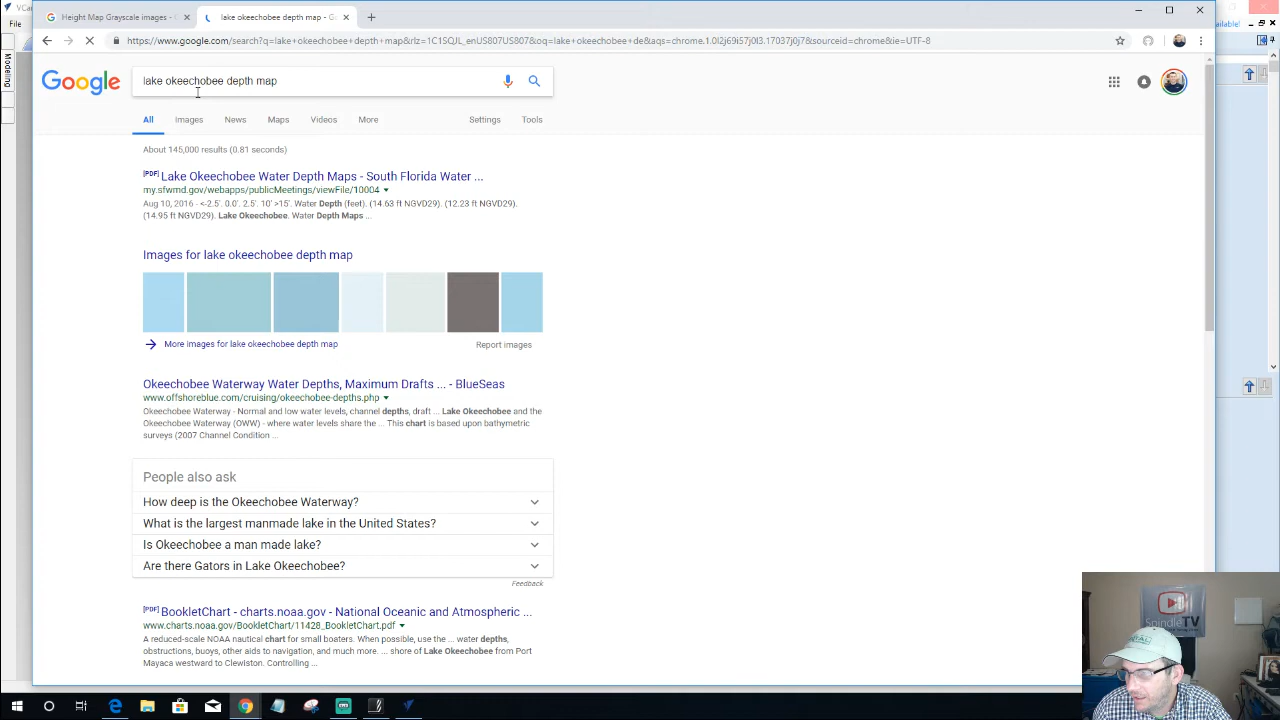 VCar
Height Map Grayscale images -
lake okeechobee depth map - G
File
https://www.google.com/search?q=lake+okeechobee+depth+map&rlz=1C1SQJL_enUS807US807&oq=lake+okeechobee+de&aqs=chrome.1.0l2j69i57j0l3.17037j0j7&sourceid=chrome&ie=UTF-8
ailable!
Modeling
Google
lake okeechobee depth map
All Images News Maps Videos More Settings Tools
About 145,000 results (0.81 seconds)
[PDF] Lake Okeechobee Water Depth Maps - South Florida Water ...
my.sfwmd.gov/webapps/publicMeetings/viewFile/10004
Aug 10, 2016 - <-2.5'. 0.0'. 2.5'. 10' >15'. Water Depth (feet). (14.63 ft NGVD29). (12.23 ft NGVD29).
(14.95 ft NGVD29). Lake Okeechobee. Water Depth Maps ...
Images for lake okeechobee depth map
More images for lake okeechobee depth map
Report images
Okeechobee Waterway Water Depths, Maximum Drafts ... - BlueSeas
www.offshoreblue.com/cruising/okeechobee-depths.php
Okeechobee Waterway - Normal and low water levels, channel depths, draft ... Lake Okeechobee and the
Okeechobee Waterway (OWW) - where water levels share the ... This chart is based upon bathymetric
surveys (2007 Channel Condition ...
People also ask
How deep is the Okeechobee Waterway?
What is the largest manmade lake in the United States?
Is Okeechobee a man made lake?
Are there Gators in Lake Okeechobee?
Feedback
[PDF] BookletChart - charts.noaa.gov - National Oceanic and Atmospheric ...
www.charts.noaa.gov/BookletChart/11428_BookletChart.pdf
A reduced-scale NOAA nautical chart for small boaters. When possible, use the ... water depths,
obstructions, buoys, other aids to navigation, and much more. ... shore of Lake Okeechobee from Port
Mayaca westward to Clewiston. Controlling ...
SpindleTV